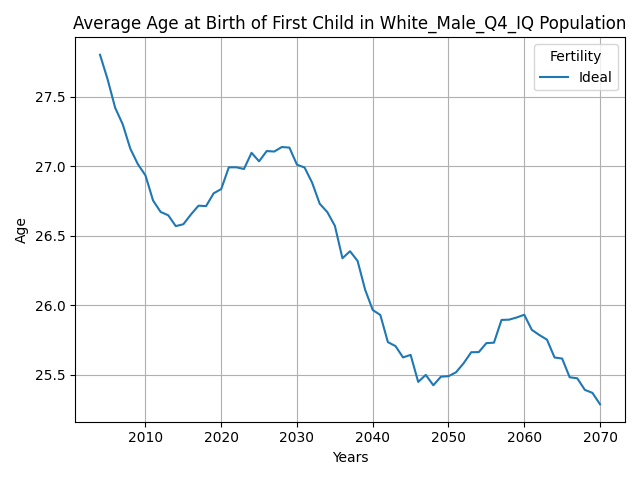 Average Age at Birth of First Child in White_Male_Q4_IQ Population
Fertility
Ideal
Age
27.5
27.0
26.5
26.0
25.5
2010
2020
2030
2040
2050
2060
2070
Years